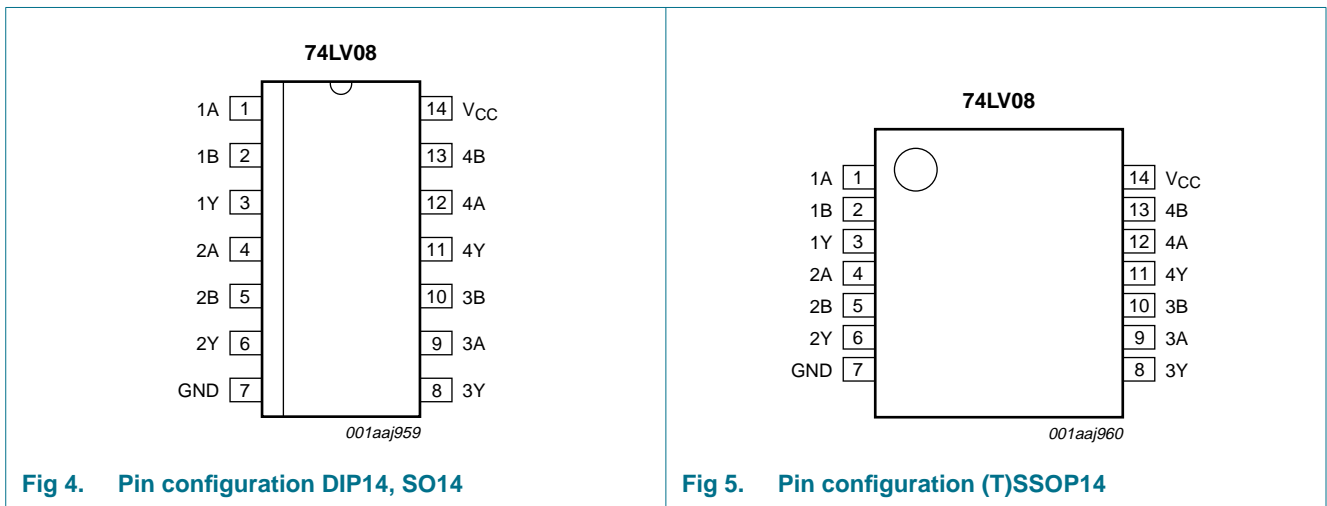 74LV08
1A 1 14 VCC
1B 2 13 4B
1Y 3 12 4A
2A 4 11 4Y
2B 5 10 3B
2Y 6 9 3A
GND 7 8 3Y
001aaj959
Fig 4. Pin configuration DIP14, SO14
74LV08
1A 1 14 VCC
1B 2 13 4B
1Y 3 12 4A
2A 4 11 4Y
2B 5 10 3B
2Y 6 9 3A
GND 7 8 3Y
001aaj960
Fig 5. Pin configuration (T)SSOP14